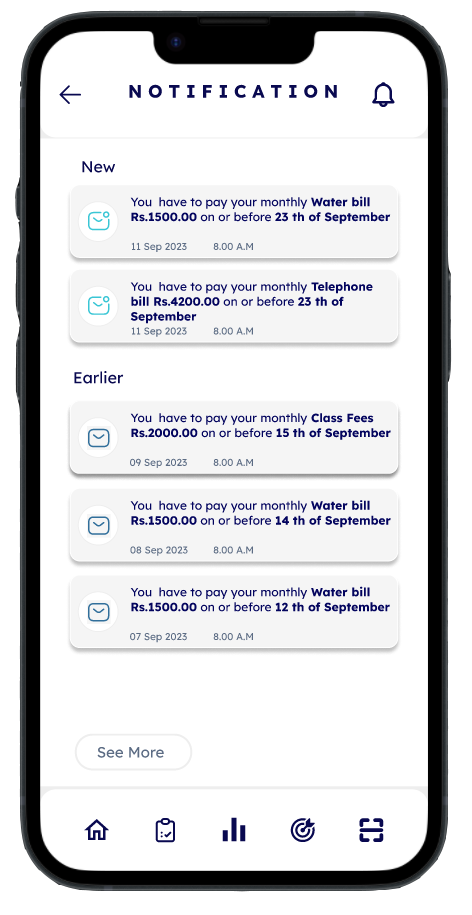 NOTIFICATION
New
You have to pay your monthly Water bill
Rs.1500.00 on or before 23 th of September
11 Sep 2023 8.00 A.M
You have to pay your monthly Telephone
bill Rs.4200.00 on or before 23 th of
September
11 Sep 2023 8.00 A.M
Earlier
You have to pay your monthly Class Fees
Rs.2000.00 on or before 15 th of September
09 Sep 2023 8.00 A.M
You have to pay your monthly Water bill
Rs.1500.00 on or before 14 th of September
08 Sep 2023 8.00 A.M
You have to pay your monthly Water bill
Rs.1500.00 on or before 12 th of September
07 Sep 2023 8.00 A.M
See More